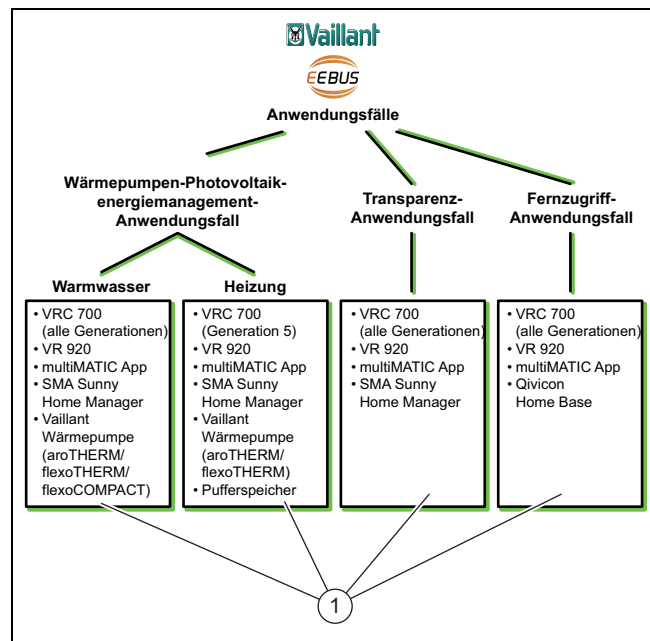 Vaillant
EEBUS
Anwendungsfälle
Wärmepumpen-Photovoltaik-
energiemanagement-
Anwendungsfall
Transparenz-
Anwendungsfall
Fernzugriff-
Anwendungsfall
Warmwasser
• VRC 700
(alle Generationen)
• VR 920
• multiMATIC App
• SMA Sunny
Home Manager
• Vaillant
Wärmepumpe
(aroTHERM/
flexoTHERM/
flexoCOMPACT)
Heizung
• VRC 700
(Generation 5)
• VR 920
• multiMATIC App
• SMA Sunny
Home Manager
• Vaillant
Wärmepumpe
(aroTHERM/
flexoTHERM)
• Pufferspeicher
• VRC 700
(alle Generationen)
• VR 920
• multiMATIC App
• SMA Sunny
Home Manager
• VRC 700
(alle Generationen)
• VR 920
• multiMATIC App
• Qivicon
Home Base
1